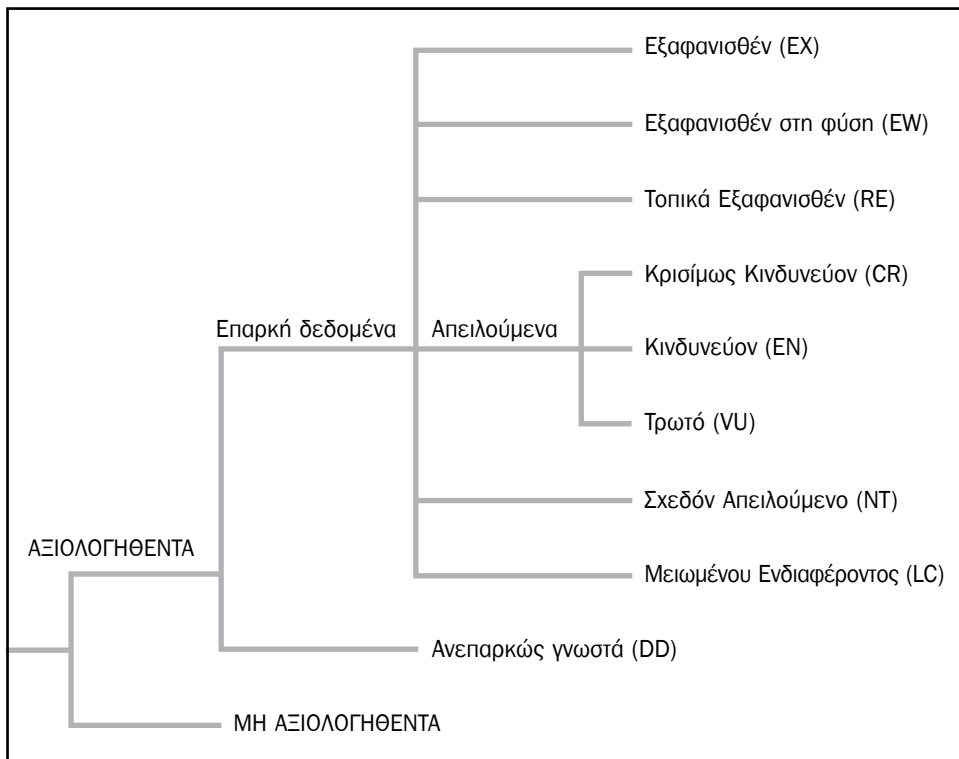 Εξαφανισθέν (EX)
Εξαφανισθέν στη φύση (EW)
Τοπικά Εξαφανισθέν (RE)
Κρισίμως Κινδυνεύον (CR)
Επαρκή δεδομένα
Απειλούμενα
Κινδυνεύον (EN)
Τρωτό (VU)
Σχεδόν Απειλούμενο (NT)
ΑΞΙΟΛΟΓΗΘΕΝΤΑ
Μειωμένου Ενδιαφέροντος (LC)
Ανεπαρκώς γνωστά (DD)
ΜΗ ΑΞΙΟΛΟΓΗΘΕΝΤΑ